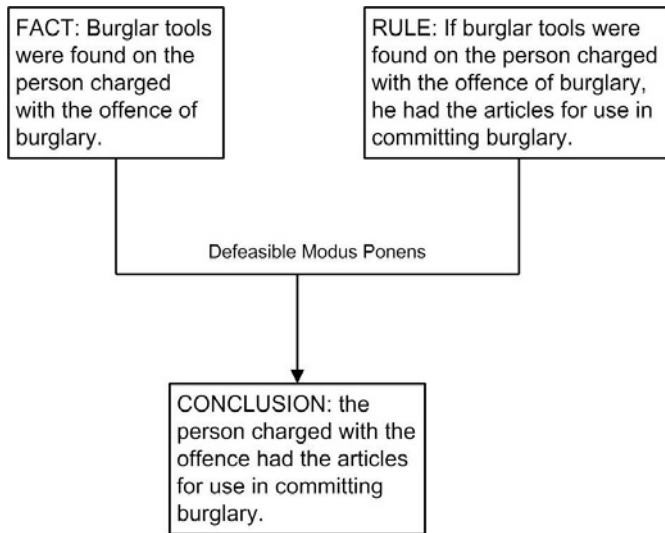 FACT: Burglar tools
were found on the
person charged
with the offence of
burglary.
RULE: If burglar tools were
found on the person charged
with the offence of burglary,
he had the articles for use in
committing burglary.
Defeasible Modus Ponens
CONCLUSION: the
person charged with the
offence had the articles
for use in committing
burglary.